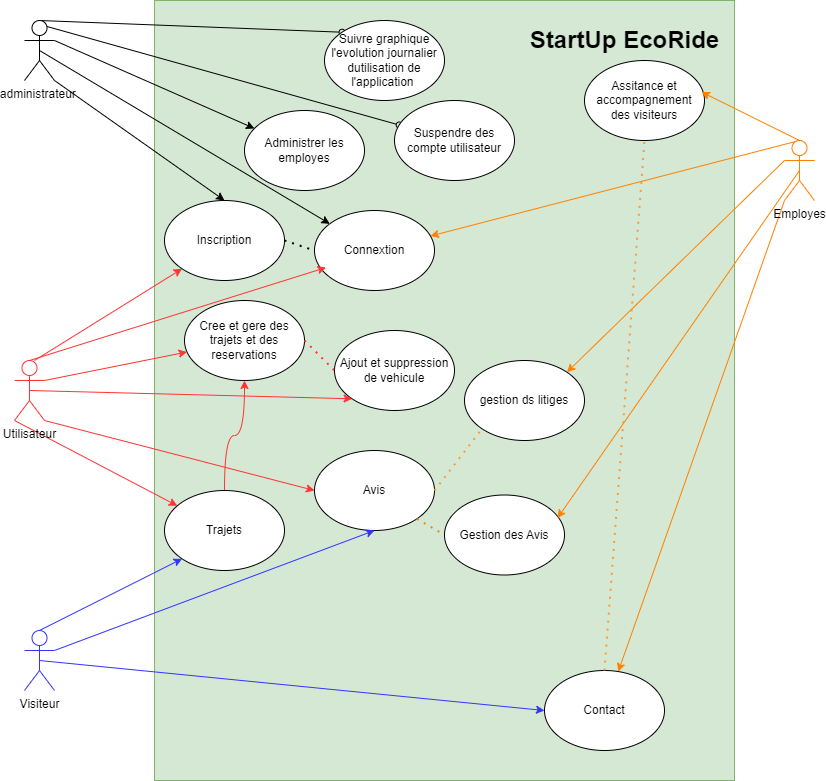 StartUp EcoRide
Suivre graphique
l'evolution journalier
dutilisation de
l'application
administrateur
Assitance et
accompagnement
des visiteurs
Administrer les
employes
Suspendre des
compte utilisateur
Employes
Inscription
Connextion
Cree et gere des
trajets et des
reservations
Ajout et suppression
de vehicule
gestion ds litiges
Utilisateur
Avis
Trajets
Gestion des Avis
Visiteur
Contact